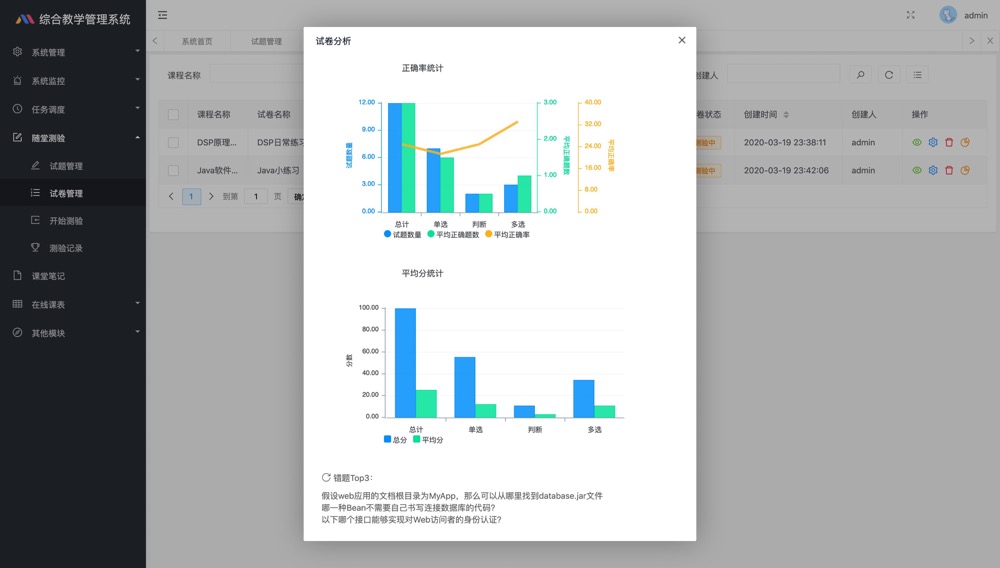 综合教学管理系统
admin
系统管理
系统监控
任务调度
随堂测验
试题管理
试卷管理
开始测验
测验记录
课堂笔记
在线课表
其他模块
系统首页
试题管理
课程名称
创建人
课程名称
试卷名称
卷状态
创建时间
创建人
操作
DSP原理...
DSP日常练习
测验中
2020-03-19 23:38:11
admin
Java软件...
Java小练习
测验中
2020-03-19 23:42:06
admin
1
到第
1
页
确定
试卷分析
正确率统计
12.00
9.00
6.00
3.00
0.00
试题数量
3.00
2.00
1.00
0.00
平均正确题数
40.00
32.00
24.00
16.00
8.00
0.00
平均正确率
总计
单选
判断
多选
试题数量
平均正确题数
平均正确率
平均分统计
100.00
80.00
60.00
40.00
20.00
0.00
分数
总计
单选
判断
多选
总分
平均分
错题Top3：
假设web应用的文档根目录为MyApp，那么可以从哪里找到database.jar文件
哪一种Bean不需要自己书写连接数据库的代码?
以下哪个接口能够实现对Web访问者的身份认证?